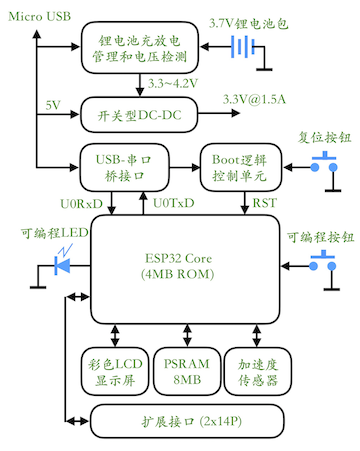 Micro USB
3.7V锂电池包
锂电池充放电
管理和电压检测
3.3~4.2V
5V
开关型DC-DC
3.3V@1.5A
复位按钮
USB-串口
桥接口
Boot逻辑
控制单元
U0RxD
U0TxD
RST
可编程LED
可编程按钮
ESP32 Core
(4MB ROM)
彩色LCD
显示屏
PSRAM
8MB
加速度
传感器
扩展接口 (2x14P)